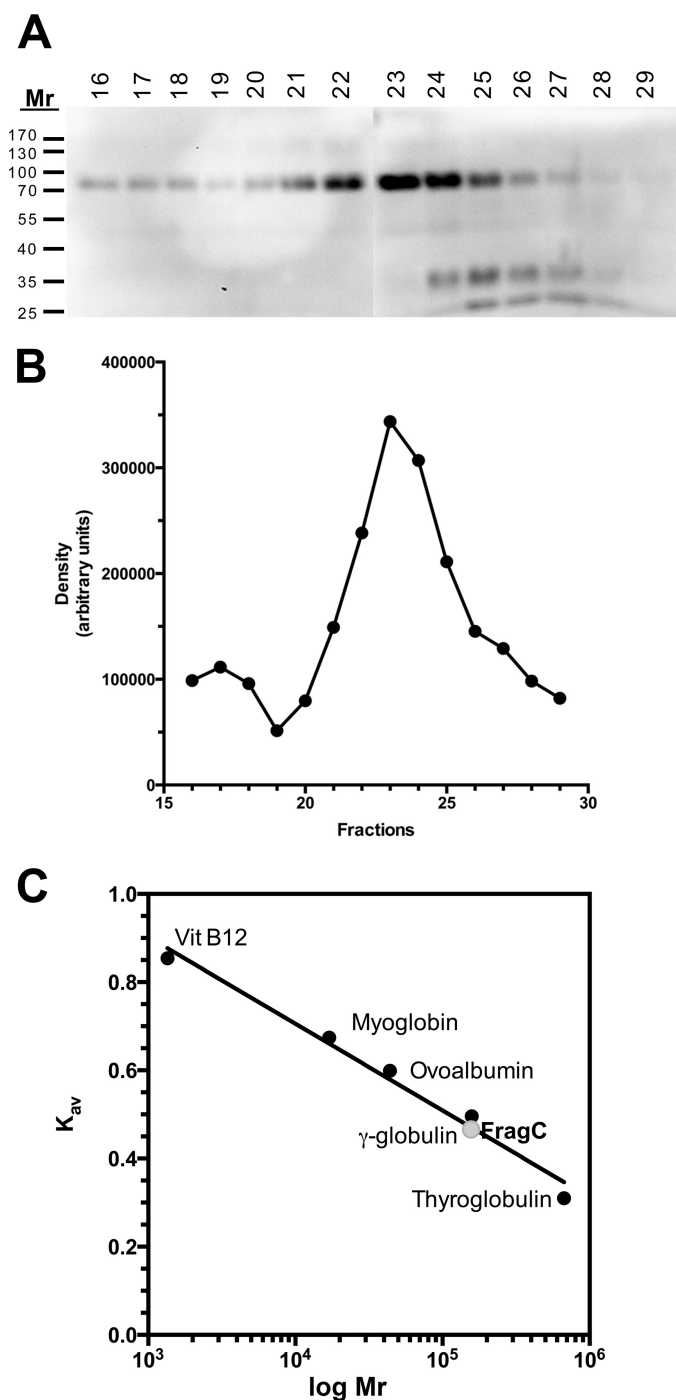 A
16 17 18 19 20 21 22 23 24 25 26 27 28 29
Mr
170
130
100
70
55
40
35
25
B
400000
300000
200000
100000
0
Density
(arbitrary units)
15 20 25 30
Fractions
C
1.0
0.8
0.6
0.4
0.2
0.0
Kav
Vit B12
Myoglobin
Ovoalbumin
γ-globulin FragC
Thyroglobulin
10³ 10⁴ 10⁵ 10⁶
log Mr